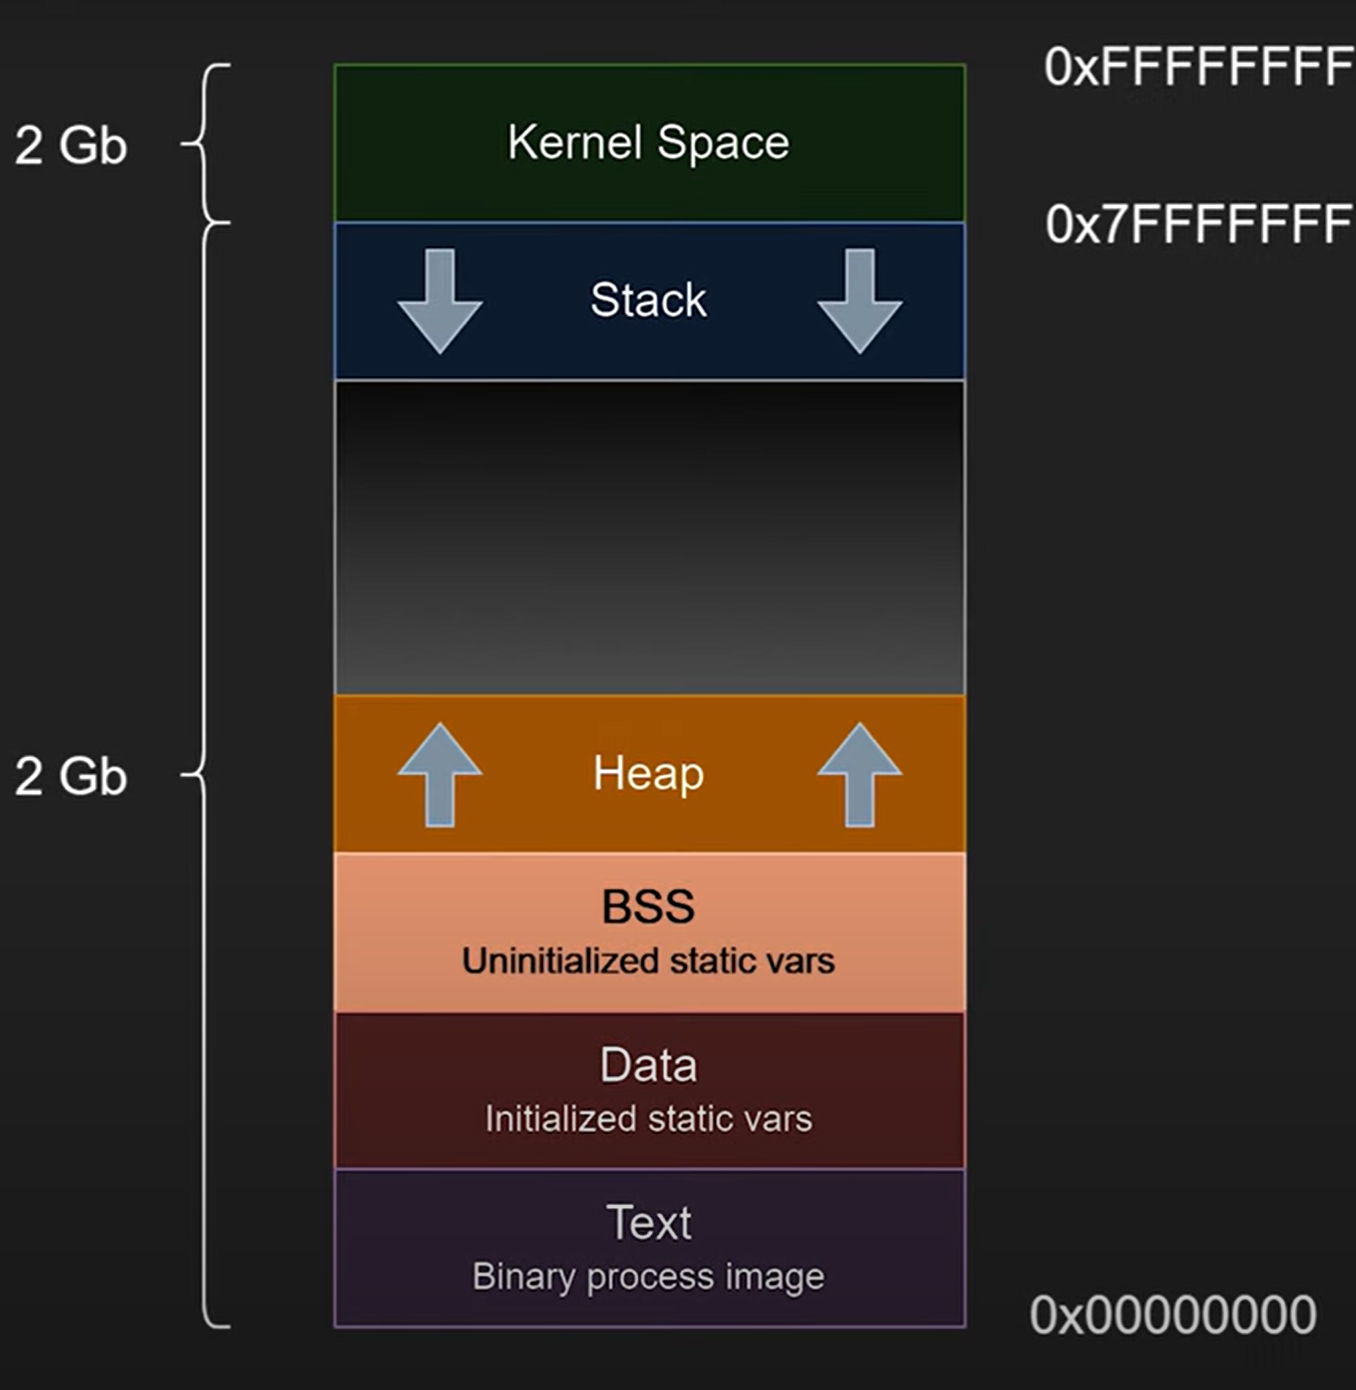 0xFFFFFFFF
2 Gb
Kernel Space
0x7FFFFFFF
Stack
2 Gb
Heap
BSS
Uninitialized static vars
Data
Initialized static vars
Text
Binary process image
0x00000000